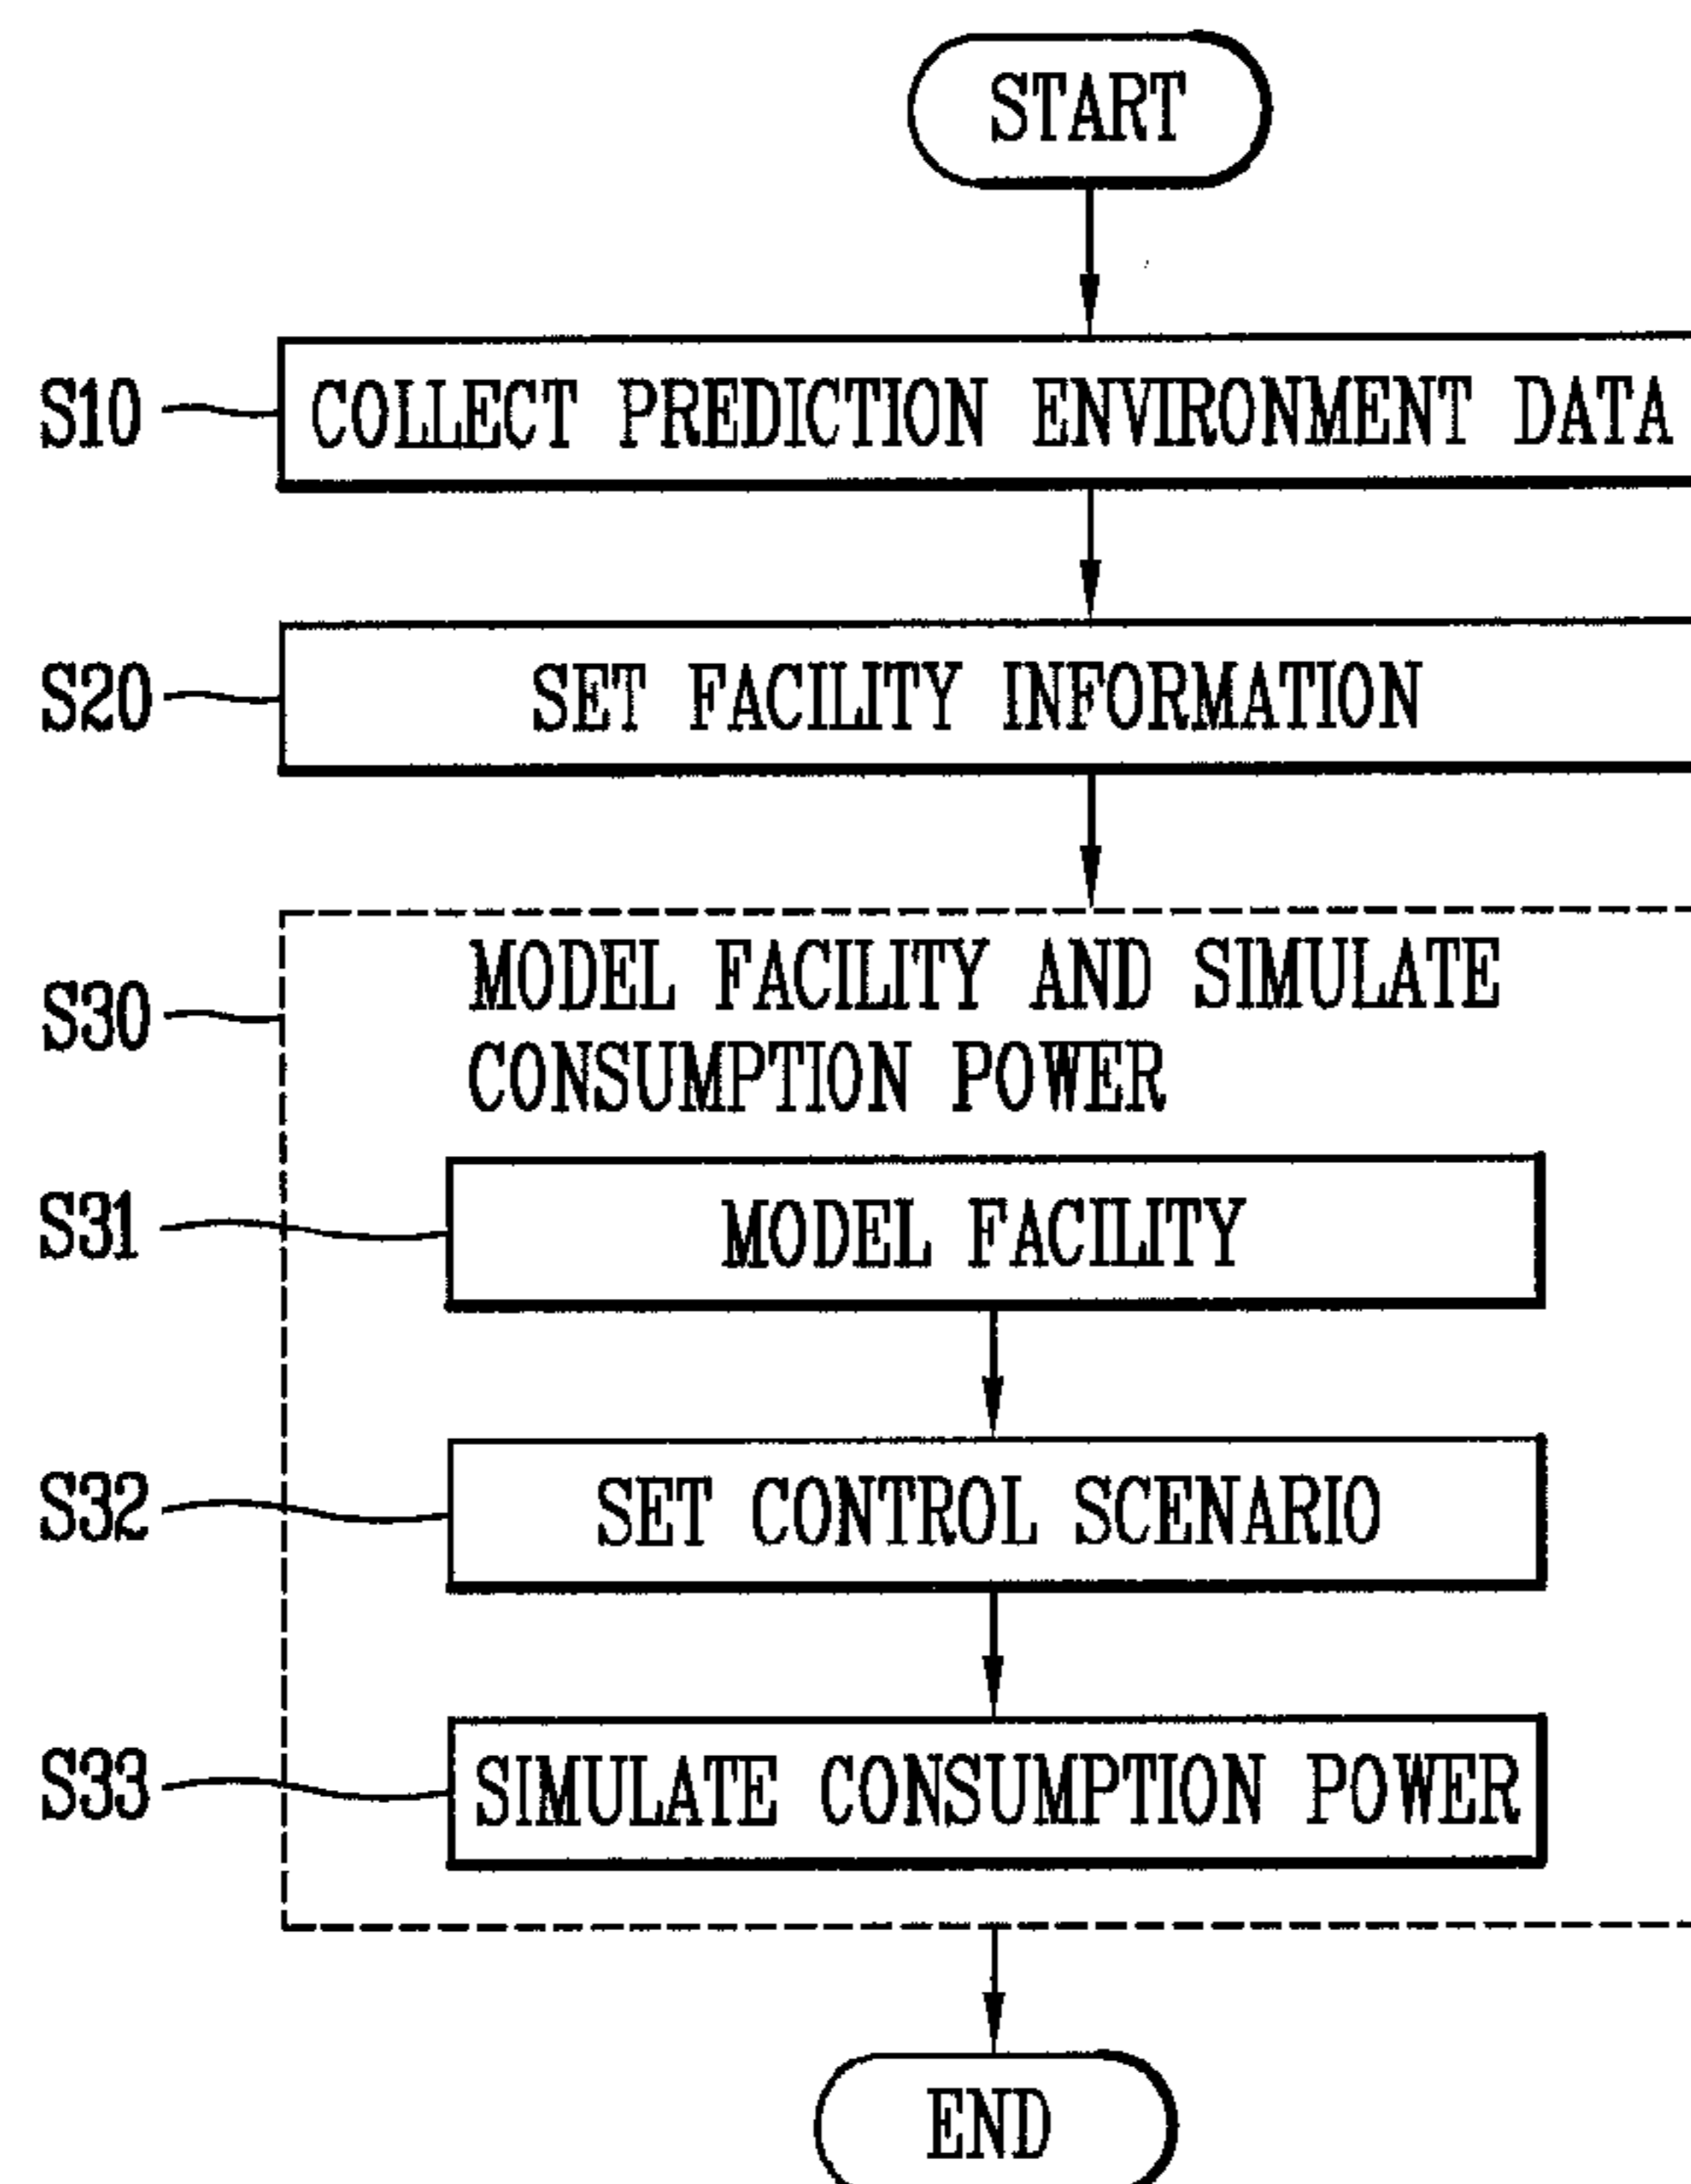 START
S10
COLLECT PREDICTION ENVIRONMENT DATA
S20
SET FACILITY INFORMATION
S30
MODEL FACILITY AND SIMULATE
CONSUMPTION POWER
S31
MODEL FACILITY
S32
SET CONTROL SCENARIO
S33
SIMULATE CONSUMPTION POWER
END